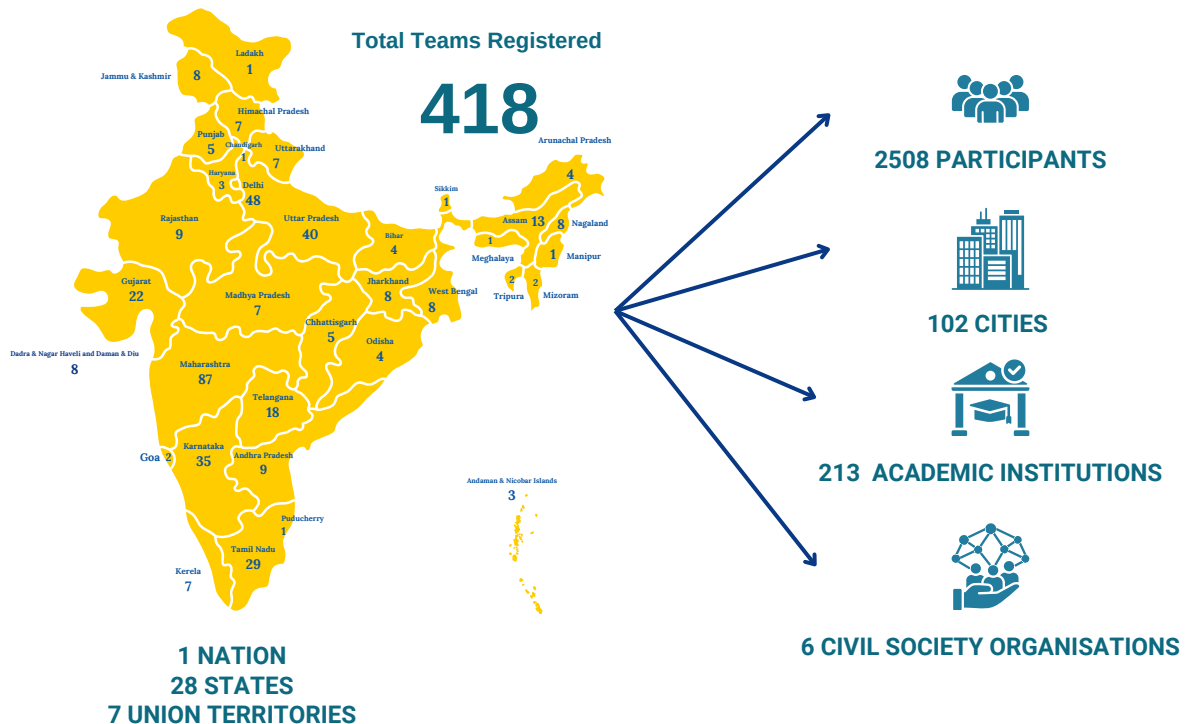 Total Teams Registered
418
Ladakh
1
Jammu & Kashmir
8
Himachal Pradesh
7
Punjab
5
Chandigarh
1
Uttarakhand
7
Haryana
3
Delhi
48
Arunachal Pradesh
4
Sikkim
1
Rajasthan
9
Uttar Pradesh
40
Bihar
4
Assam 13
8 Nagaland
1
Meghalaya
1
Manipur
2
Tripura
2
Mizoram
Gujarat
22
Madhya Pradesh
7
Jharkhand
8
West Bengal
8
Chhattisgarh
5
Odisha
4
Dadra & Nagar Haveli and Daman & Diu
8
Maharashtra
87
Telangana
18
Goa 2
Karnataka
35
Andhra Pradesh
9
Andaman & Nicobar Islands
3
Puducherry
1
Tamil Nadu
29
Kerela
7
1 NATION
28 STATES
7 UNION TERRITORIES
2508 PARTICIPANTS
102 CITIES
213 ACADEMIC INSTITUTIONS
6 CIVIL SOCIETY ORGANISATIONS